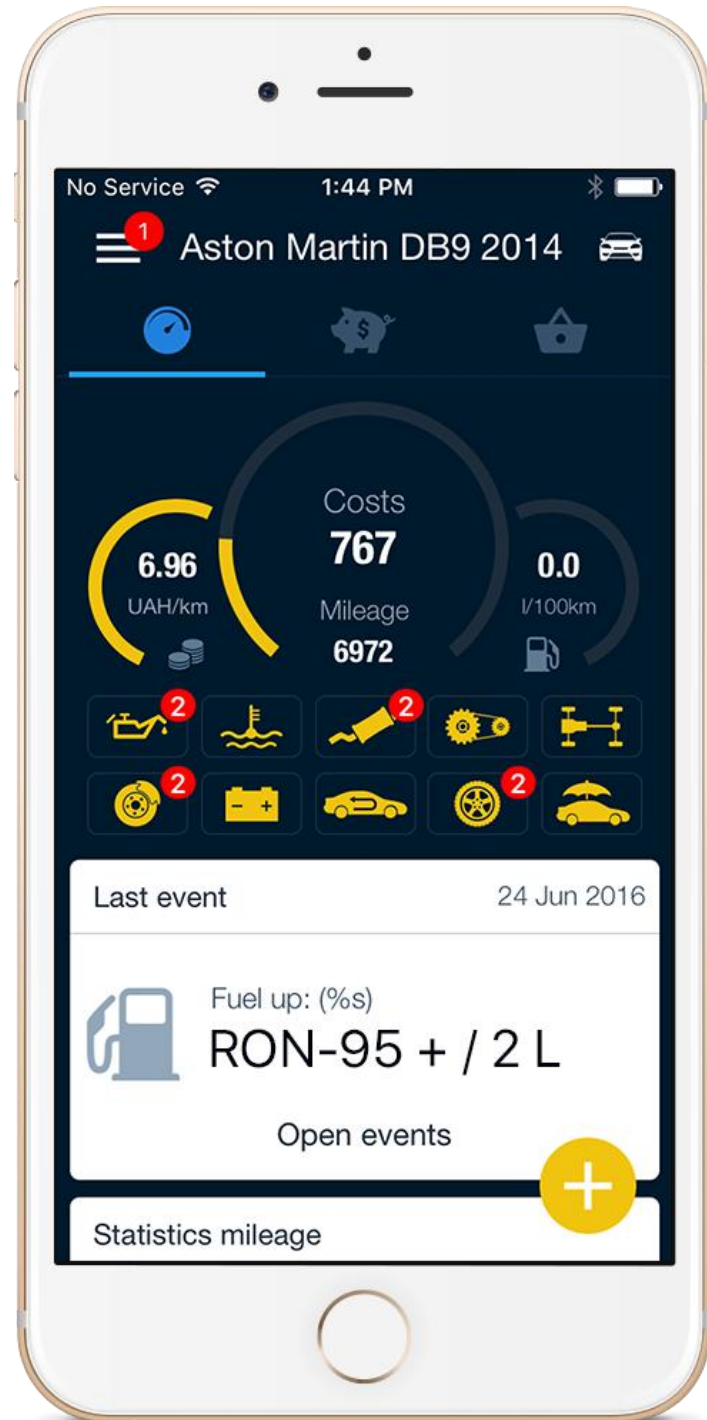 No Service 1:44 PM
1 Aston Martin DB9 2014
Costs
767
6.96
UAH/km
0.0
l/100km
Mileage
6972
2 2
2 2
Last event 24 Jun 2016
Fuel up: (%s)
RON-95 + / 2 L
Open events
+
Statistics mileage